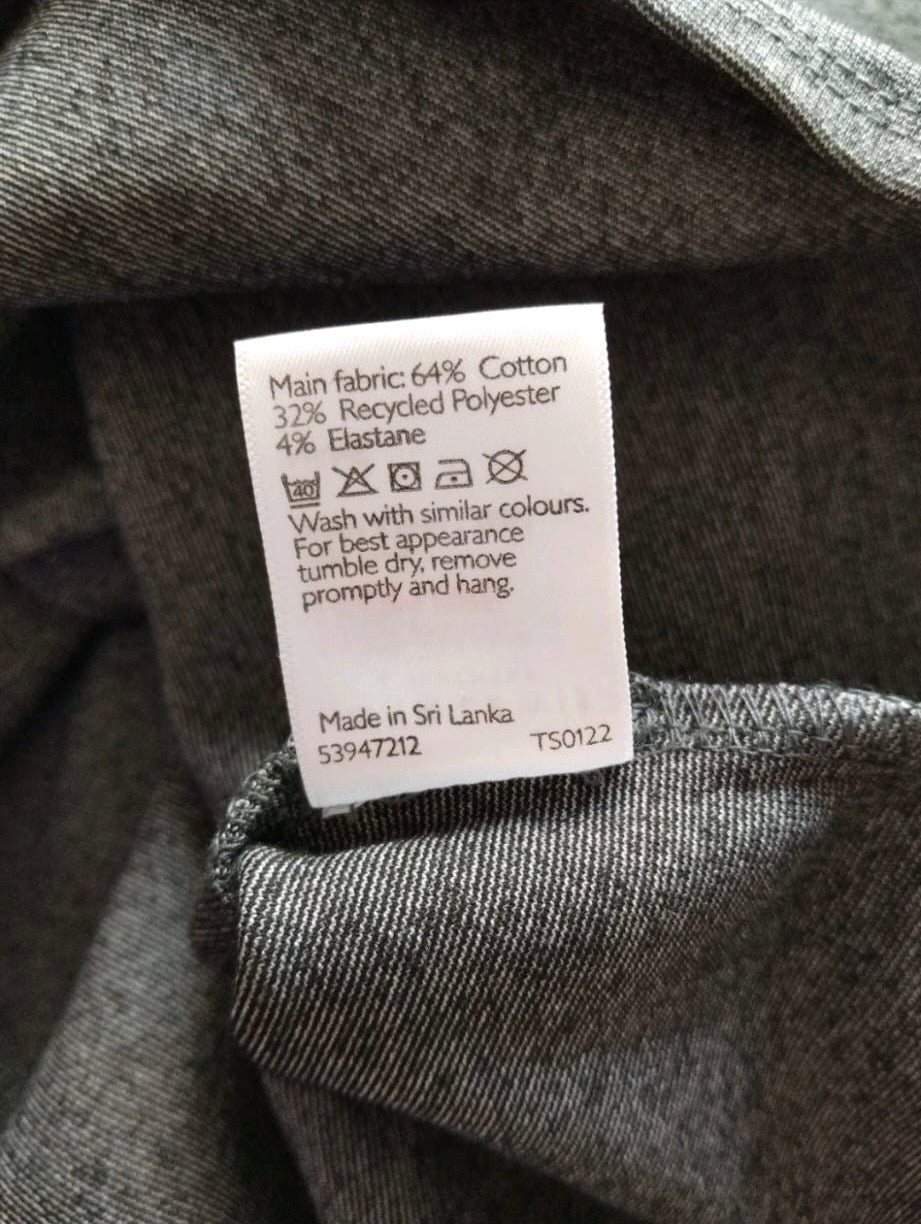 Main fabric: 64% Cotton
32% Recycled Polyester
4% Elastane
40
Wash with similar colours.
For best appearance
tumble dry, remove
promptly and hang.
Made in Sri Lanka
53947212 TS0122